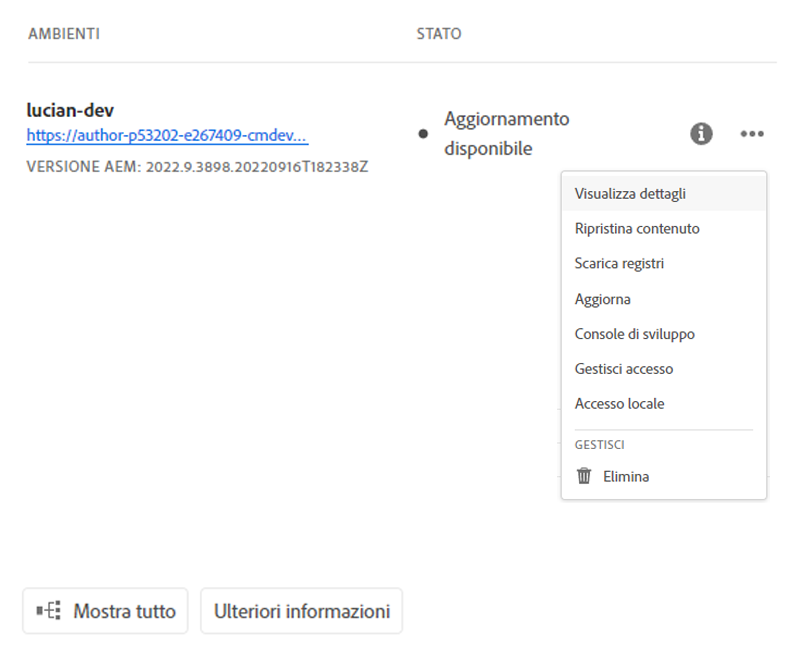 AMBIENTI
STATO
lucian-dev
https://author-p53202-e267409-cmdev...
VERSIONE AEM: 2022.9.3898.20220916T182338Z
Aggiornamento
disponibile
Visualizza dettagli
Ripristina contenuto
Scarica registri
Aggiorna
Console di sviluppo
Gestisci accesso
Accesso locale
GESTISCI
Elimina
Mostra tutto
Ulteriori informazioni